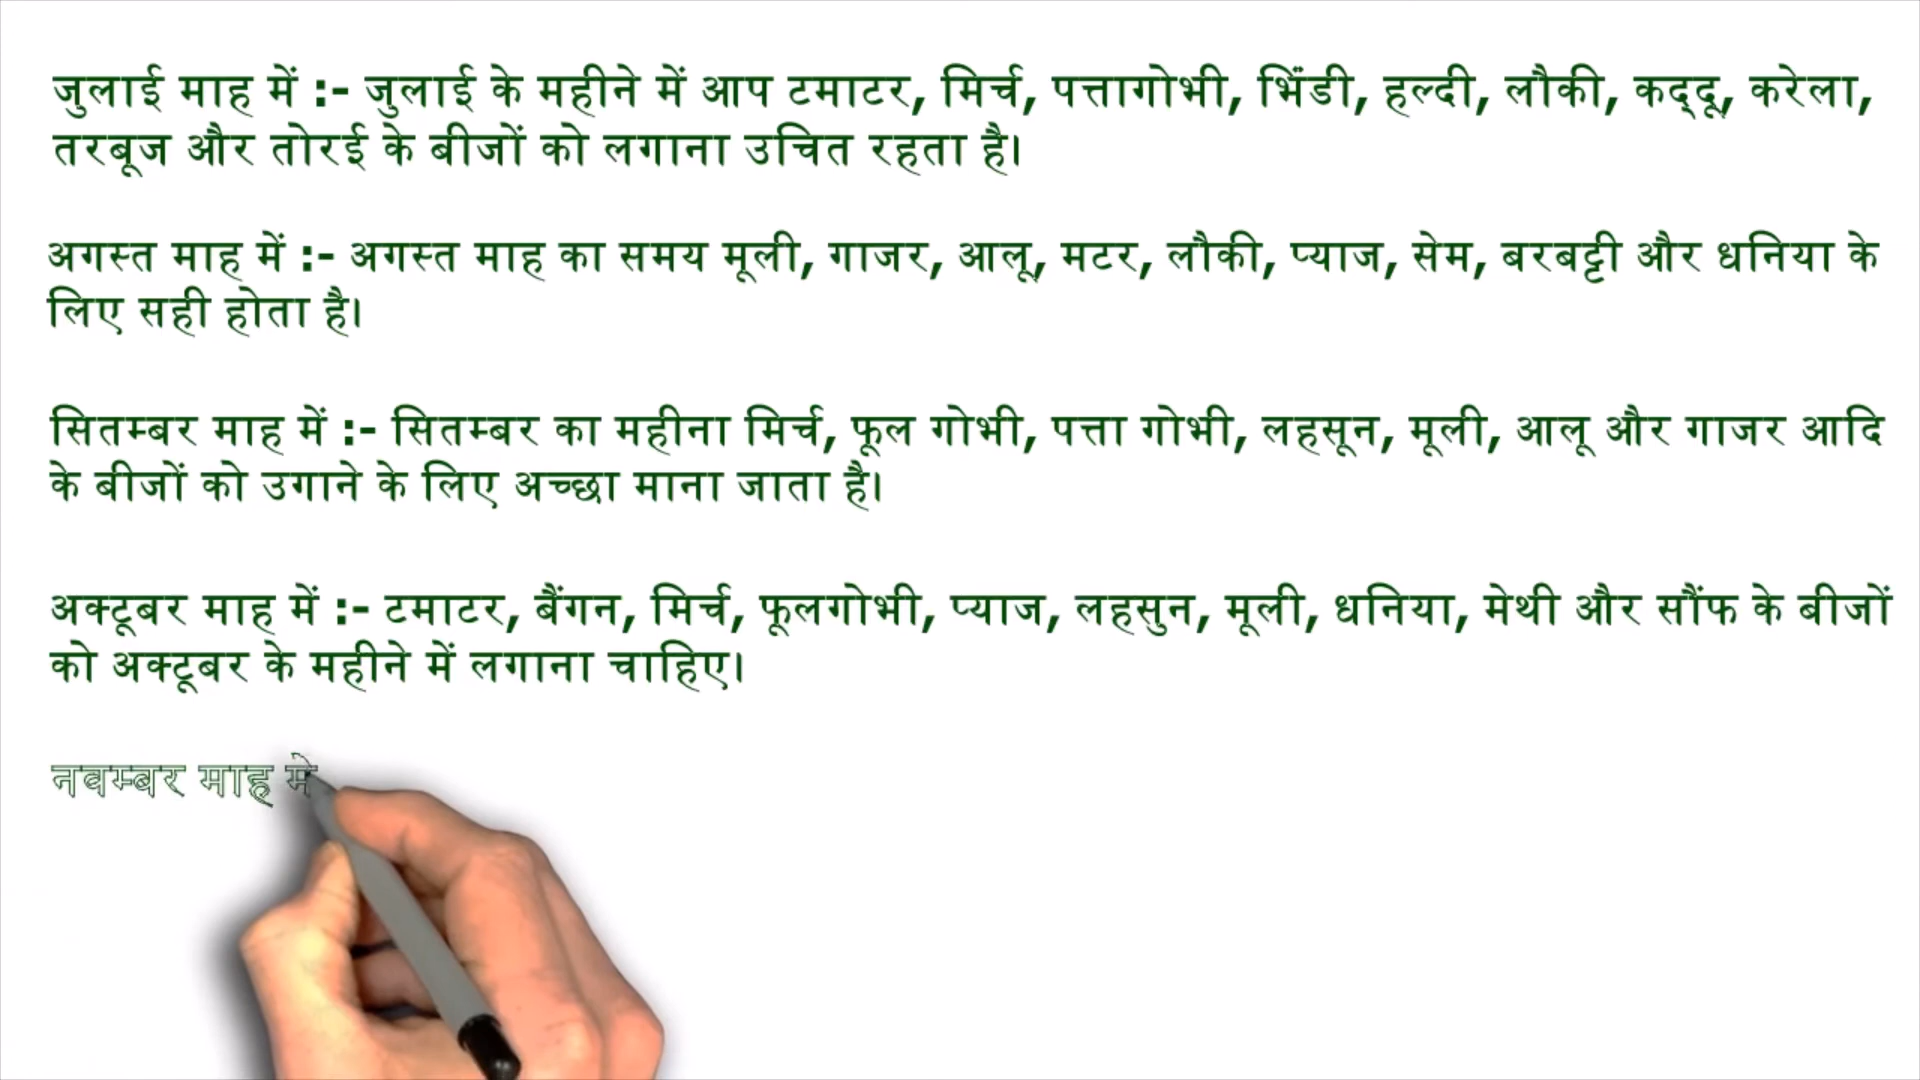 जुलाई माह में :- जुलाई के महीने में आप टमाटर, मिर्च, पत्तागोभी, भिंडी, हल्दी, लौकी, कद्दू, करेला,
तरबूज और तोरई के बीजों को लगाना उचित रहता है।
अगस्त माह में :- अगस्त माह का समय मूली, गाजर, आलू, मटर, लौकी, प्याज, सेम, बरबट्टी और धनिया के
लिए सही होता है।
सितम्बर माह में :- सितम्बर का महीना मिर्च, फूल गोभी, पत्ता गोभी, लहसून, मूली, आलू और गाजर आदि
के बीजों को उगाने के लिए अच्छा माना जाता है।
अक्टूबर माह में :- टमाटर, बैंगन, मिर्च, फूलगोभी, प्याज, लहसुन, मूली, धनिया, मेथी और सौंफ के बीजों
को अक्टूबर के महीने में लगाना चाहिए।
नवम्बर माह मे